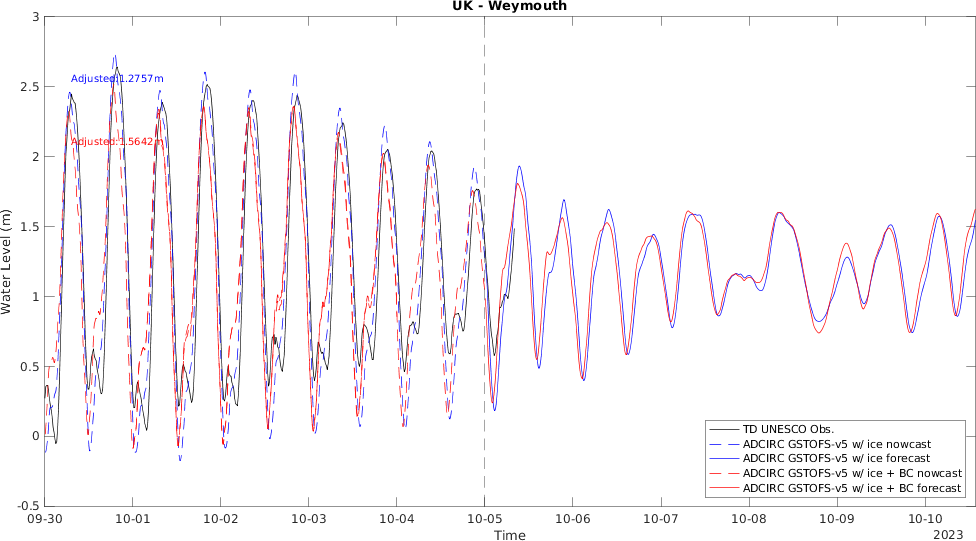 UK - Weymouth
3
2.5
2
1.5
1
0.5
0
-0.5
Water Level (m)
Adjusted:1.2757m
Adjusted:1.5642m
TD UNESCO Obs.
ADCIRC GSTOFS-v5 w/ ice nowcast
ADCIRC GSTOFS-v5 w/ ice forecast
ADCIRC GSTOFS-v5 w/ ice + BC nowcast
ADCIRC GSTOFS-v5 w/ ice + BC forecast
09-30 10-01 10-02 10-03 10-04 10-05 10-06 10-07 10-08 10-09 10-10
Time
2023